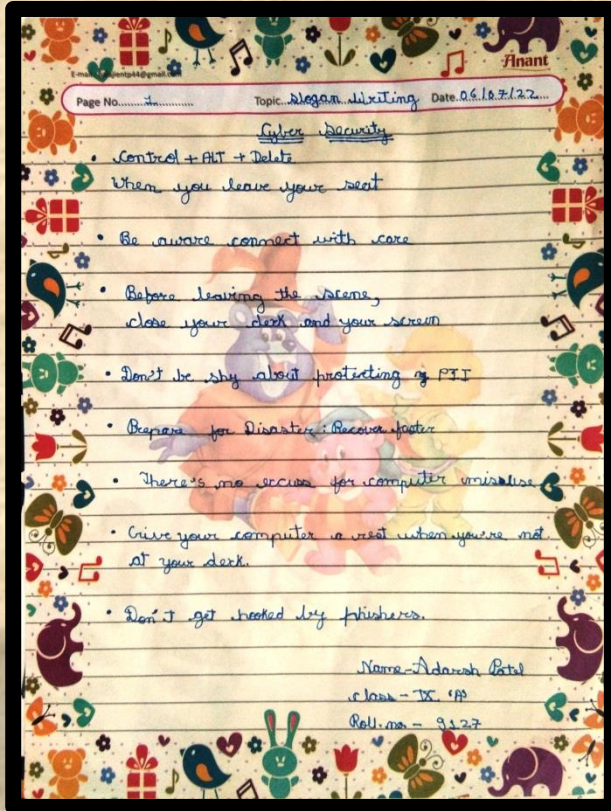 Anant
Page No. 1 Topic Slogan Writing Date 06/07/22
Cyber Security
• Control + ALT + Delete
When you leave your seat
• Be aware connect with care
• Before leaving the scene,
close your desk and your screen
• Don't be shy about protecting PII
• Prepare for Disaster : Recover faster
• There's no excuss for computer misuse
• Give your computer a rest when you're not
at your desk.
• Don't get hooked by phishers.
Name - Adarsh Patel
class - IX 'A'
Roll. no - 9127